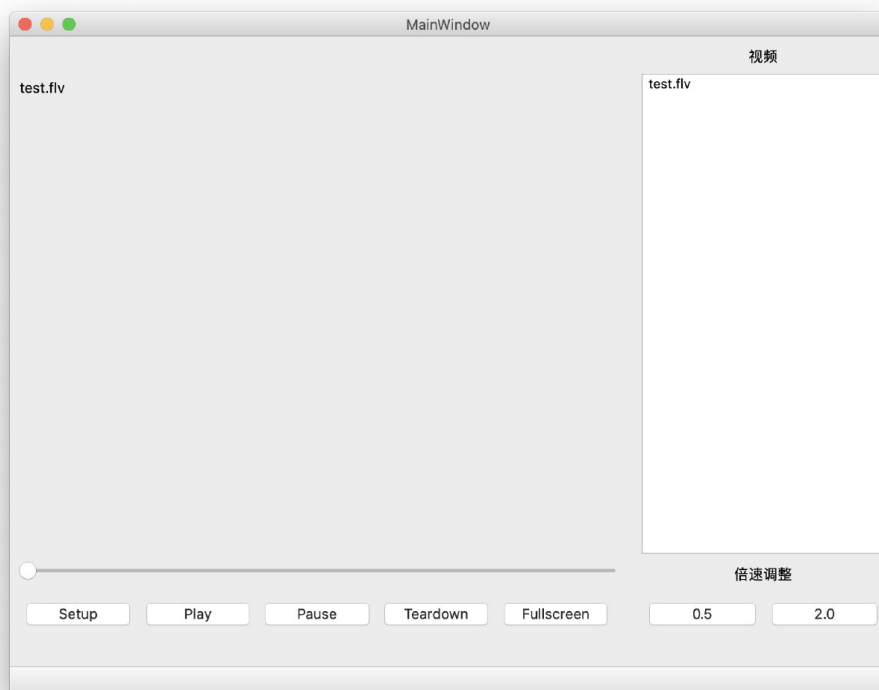 MainWindow
视频
test.flv
test.flv
倍速调整
Setup
Play
Pause
Teardown
Fullscreen
0.5
2.0